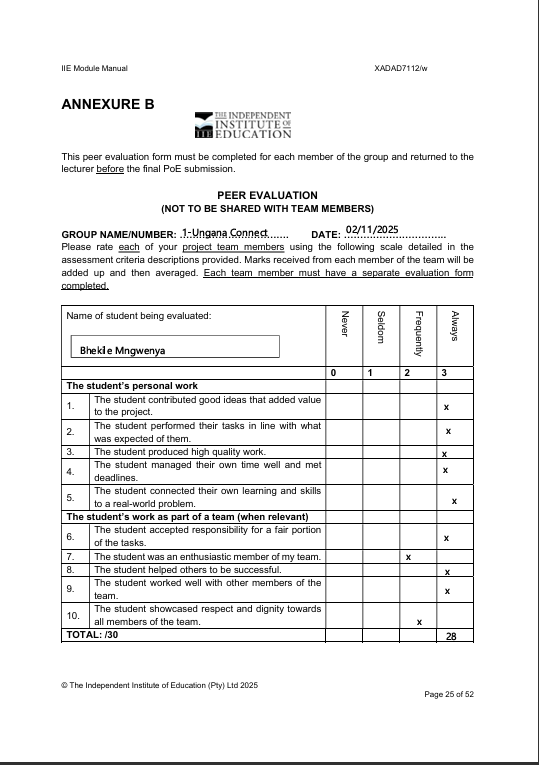 IIE Module Manual XADAD7112/w
ANNEXURE B
THE INDEPENDENT
INSTITUTE OF
EDUCATION
This peer evaluation form must be completed for each member of the group and returned to the
lecturer before the final PoE submission.
PEER EVALUATION
(NOT TO BE SHARED WITH TEAM MEMBERS)
GROUP NAME/NUMBER: 1-Ungana Connect DATE: 02/11/2025
Please rate each of your project team members using the following scale detailed in the
assessment criteria descriptions provided. Marks received from each member of the team will be
added up and then averaged. Each team member must have a separate evaluation form
completed.
Name of student being evaluated: Never Seldom Frequently Always
Bhekie Mngwenya
0 1 2 3
The student's personal work
1. The student contributed good ideas that added value
to the project. x
2. The student performed their tasks in line with what
was expected of them. x
3. The student produced high quality work. x
4. The student managed their own time well and met
deadlines. x
5. The student connected their own learning and skills
to a real-world problem. x
The student's work as part of a team (when relevant)
6. The student accepted responsibility for a fair portion
of the tasks. x
7. The student was an enthusiastic member of my team. x
8. The student helped others to be successful. x
9. The student worked well with other members of the
team. x
10. The student showcased respect and dignity towards
all members of the team. x
TOTAL: /30 28
© The Independent Institute of Education (Pty) Ltd 2025
Page 25 of 52